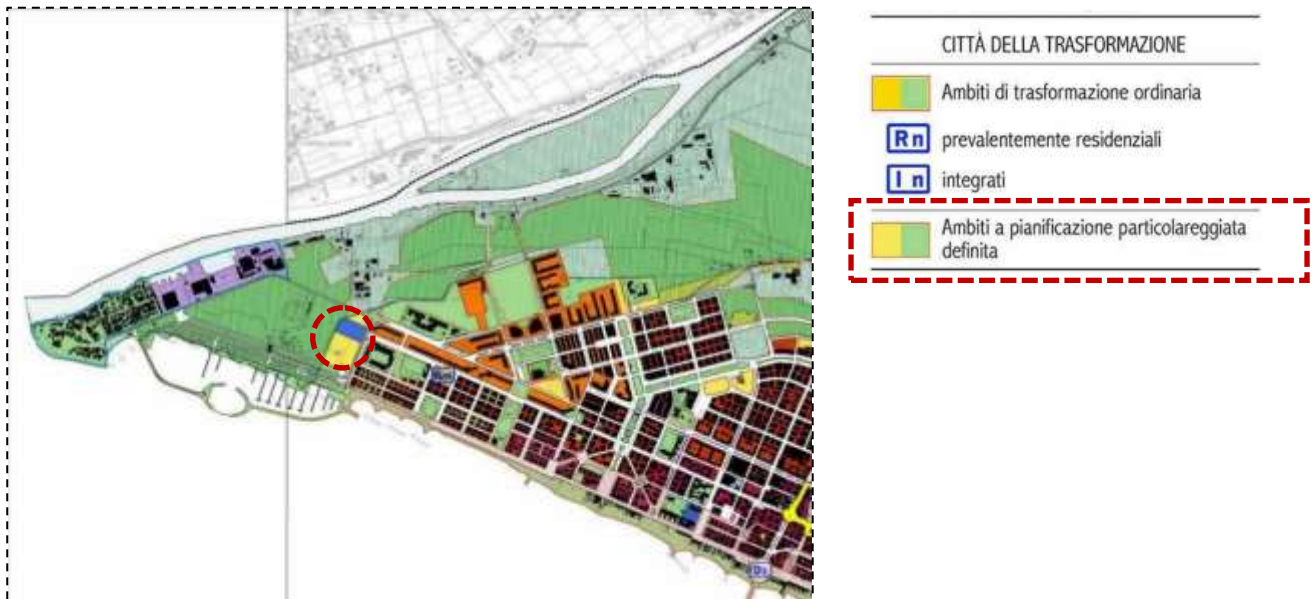 CITTÀ DELLA TRASFORMAZIONE
Ambiti di trasformazione ordinaria
Rn prevalentemente residenziali
In integrati
Ambiti a pianificazione particolareggiata
definita